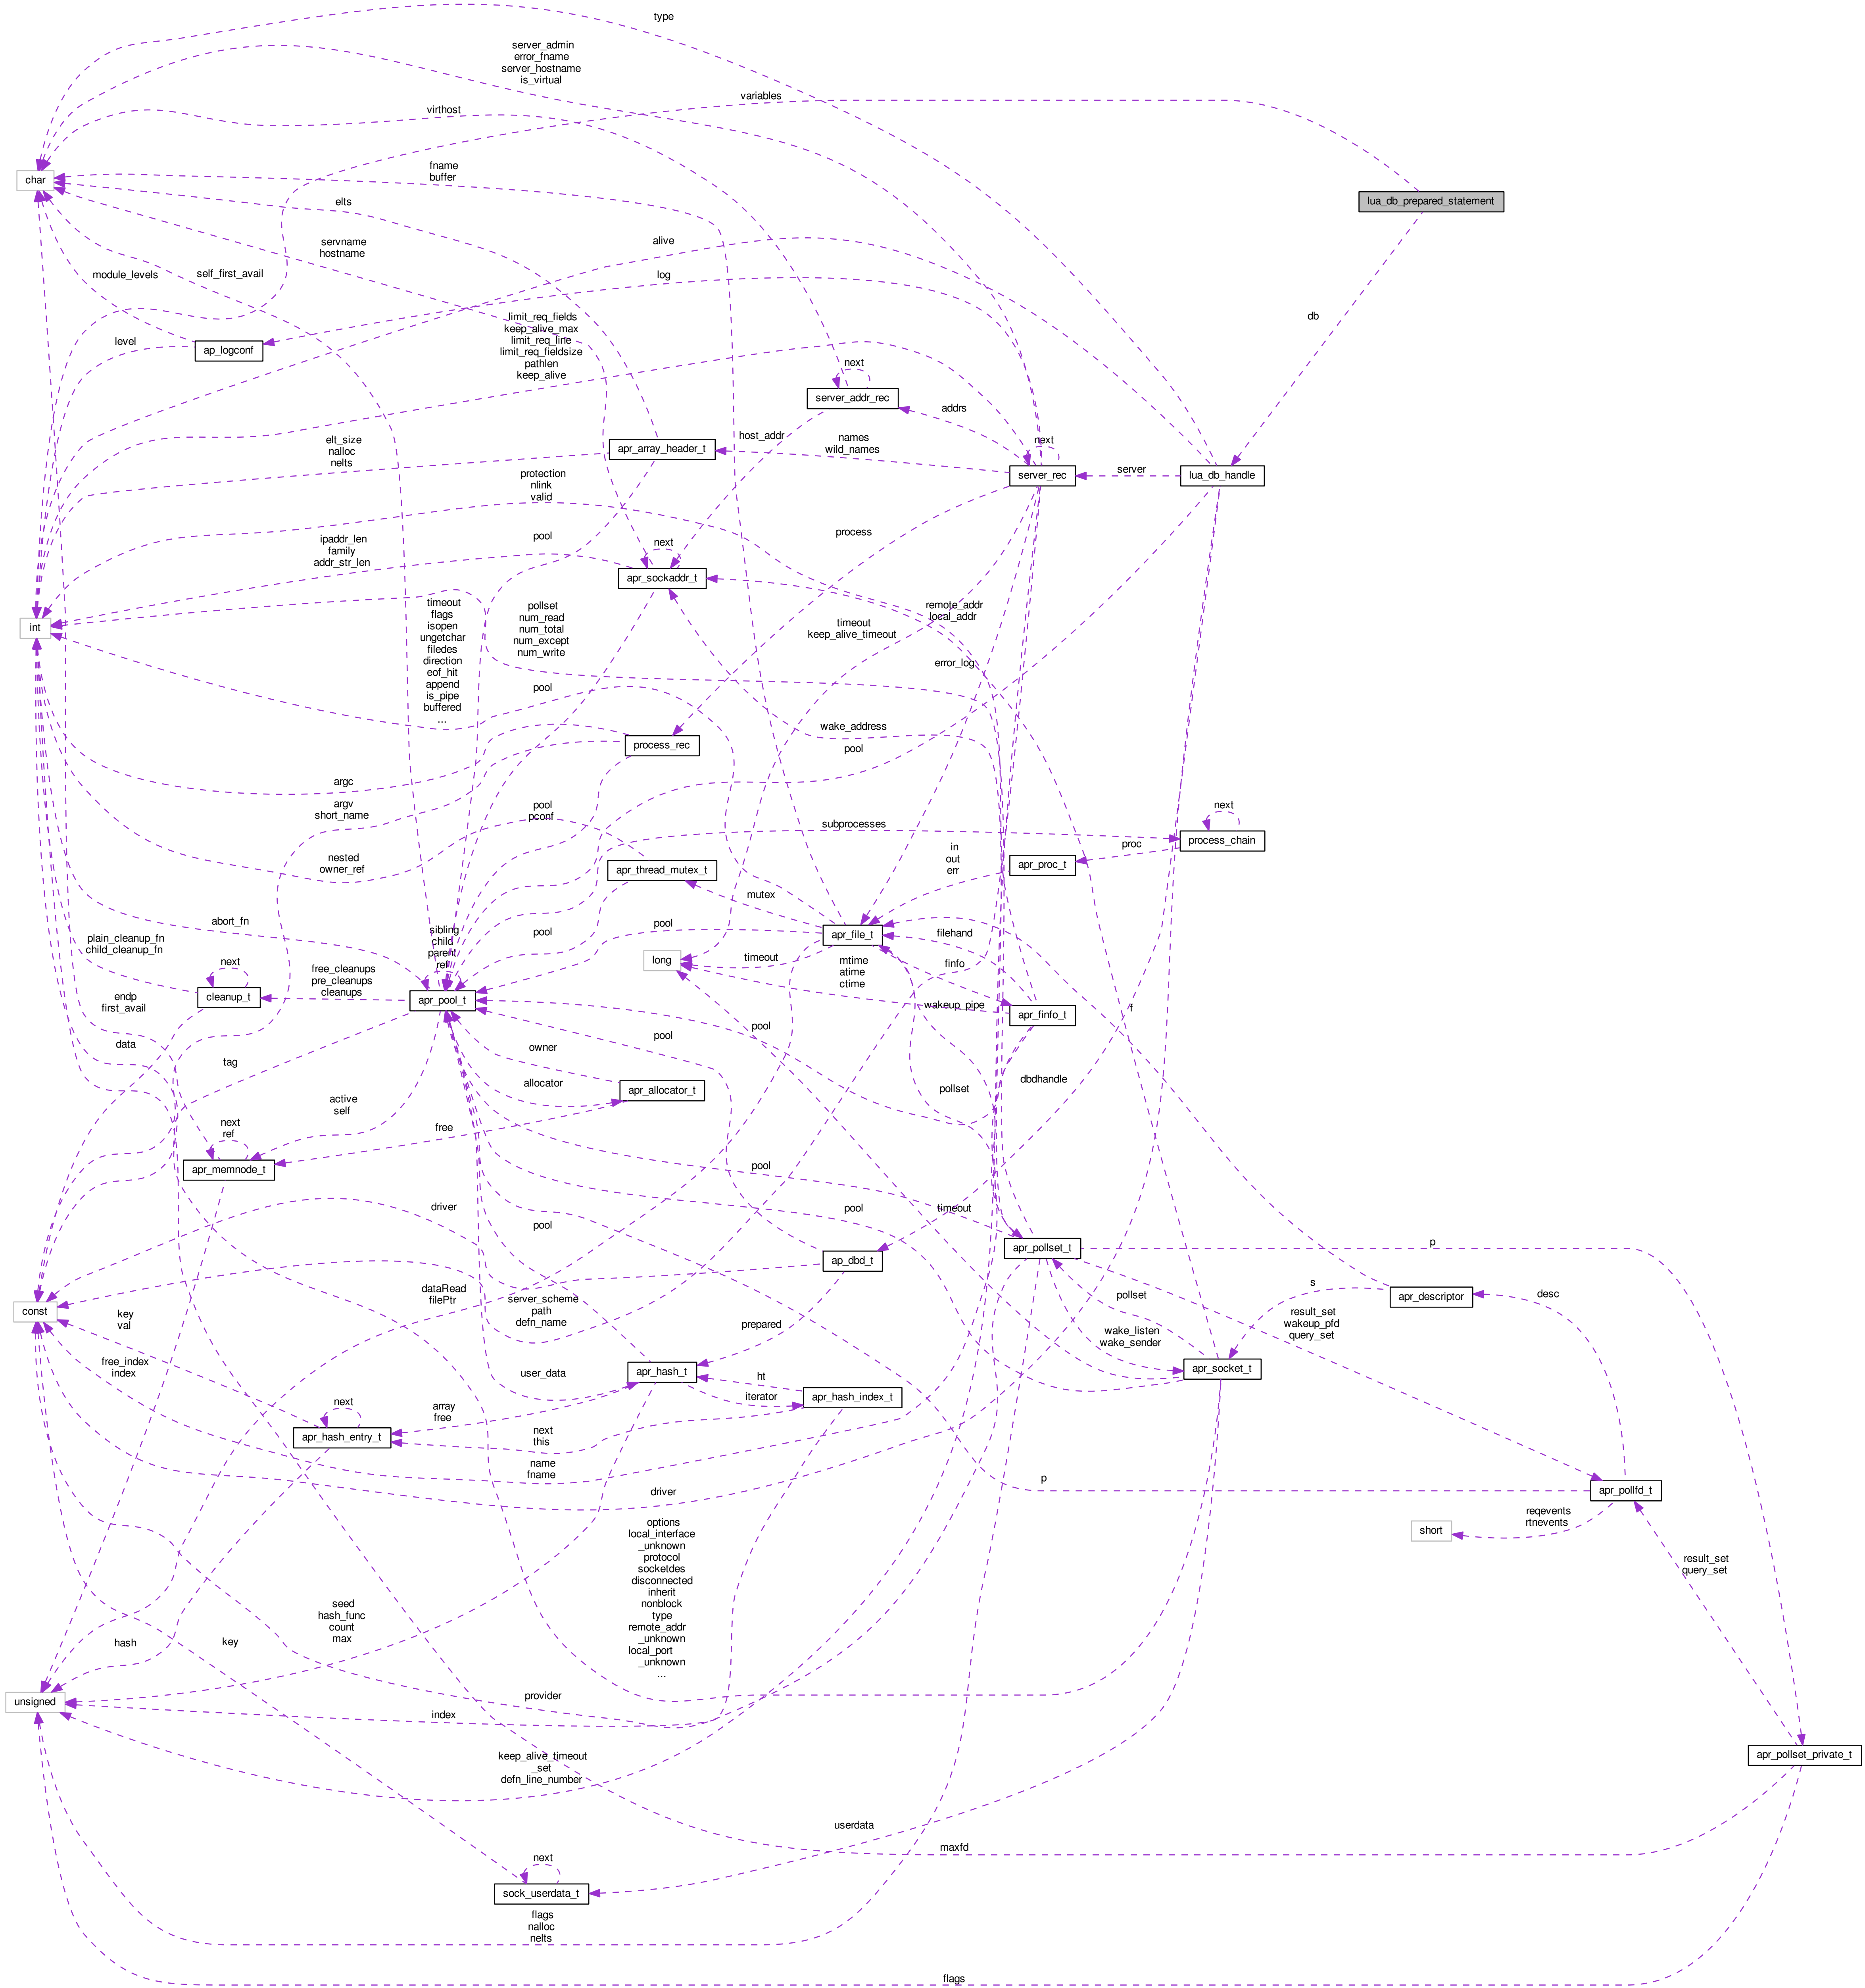 type
server_admin
error_fname
server_hostname
is_virtual
variables
virthost
fname
buffer
char
lua_db_prepared_statement
elts
servname
hostname
alive
module_levels
self_first_avail
log
limit_req_fields
keep_alive_max
limit_req_line
limit_req_fieldsize
pathlen
keep_alive
db
level
ap_logconf
next
server_addr_rec
addrs
host_addr
names
wild_names
elt_size
nalloc
nelts
apr_array_header_t
next
server_rec
server
lua_db_handle
protection
nlink
valid
process
ipaddr_len
family
addr_str_len
pool
next
apr_sockaddr_t
timeout
flags
isopen
ungetchar
filedes
direction
eof_hit
append
is_pipe
buffered
...
pollset
num_read
num_total
num_except
num_write
remote_addr
local_addr
timeout
keep_alive_timeout
int
error_log
pool
wake_address
pool
process_rec
argc
argv
short_name
pool
pconf
subprocesses
next
process_chain
proc
apr_proc_t
in
out
err
nested
owner_ref
apr_thread_mutex_t
mutex
abort_fn
sibling
child
parent
ref
pool
pool
apr_file_t
filehand
plain_cleanup_fn
child_cleanup_fn
next
cleanup_t
free_cleanups
pre_cleanups
cleanups
apr_pool_t
long
timeout
mtime
atime
ctime
finfo
wakeup_pipe
apr_finfo_t
f
endp
first_avail
data
tag
pool
pool
owner
allocator
apr_allocator_t
pollset
dbdhandle
active
self
free
next
ref
apr_memnode_t
pool
driver
pool
pool
timeout
apr_pollset_t
p
ap_dbd_t
const
key
val
dataRead
filePtr
server_scheme
path
defn_name
prepared
pollset
s
apr_descriptor
desc
result_set
wakeup_pfd
query_set
wake_listen
wake_sender
apr_socket_t
free_index
index
user_data
apr_hash_t
ht
iterator
apr_hash_index_t
array
free
next
apr_hash_entry_t
next
this
name
fname
driver
p
apr_pollfd_t
reqevents
rtnevents
short
options
local_interface
_unknown
protocol
socketdes
disconnected
inherit
nonblock
type
remote_addr
_unknown
local_port
_unknown
...
result_set
query_set
seed
hash_func
count
max
hash
key
unsigned
provider
index
keep_alive_timeout
_set
defn_line_number
apr_pollset_private_t
userdata
maxfd
next
sock_userdata_t
flags
nalloc
nelts
flags